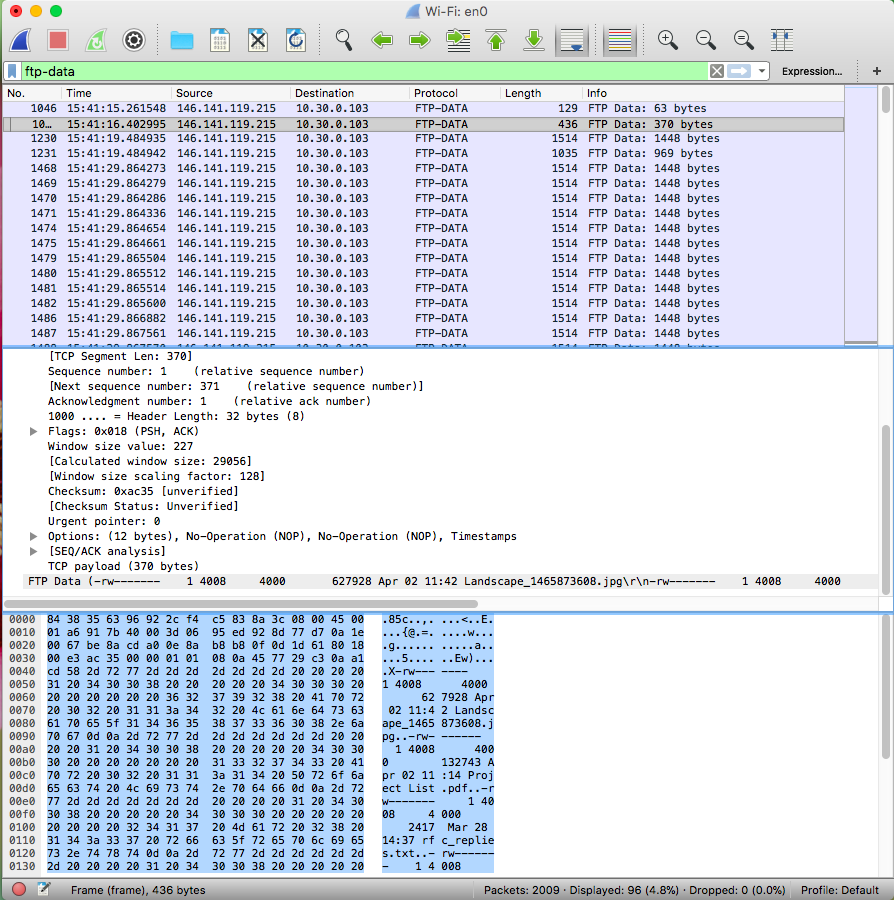 Wi-Fi: en0
ftp-data
Expression...
+
No. Time Source Destination Protocol Length Info
1046 15:41:15.261548 146.141.119.215 10.30.0.103 FTP-DATA 129 FTP Data: 63 bytes
10… 15:41:16.402995 146.141.119.215 10.30.0.103 FTP-DATA 436 FTP Data: 370 bytes
1230 15:41:19.484935 146.141.119.215 10.30.0.103 FTP-DATA 1514 FTP Data: 1448 bytes
1231 15:41:19.484942 146.141.119.215 10.30.0.103 FTP-DATA 1035 FTP Data: 969 bytes
1468 15:41:29.864273 146.141.119.215 10.30.0.103 FTP-DATA 1514 FTP Data: 1448 bytes
1469 15:41:29.864279 146.141.119.215 10.30.0.103 FTP-DATA 1514 FTP Data: 1448 bytes
1470 15:41:29.864286 146.141.119.215 10.30.0.103 FTP-DATA 1514 FTP Data: 1448 bytes
1471 15:41:29.864336 146.141.119.215 10.30.0.103 FTP-DATA 1514 FTP Data: 1448 bytes
1474 15:41:29.864654 146.141.119.215 10.30.0.103 FTP-DATA 1514 FTP Data: 1448 bytes
1475 15:41:29.864661 146.141.119.215 10.30.0.103 FTP-DATA 1514 FTP Data: 1448 bytes
1479 15:41:29.865504 146.141.119.215 10.30.0.103 FTP-DATA 1514 FTP Data: 1448 bytes
1480 15:41:29.865512 146.141.119.215 10.30.0.103 FTP-DATA 1514 FTP Data: 1448 bytes
1481 15:41:29.865514 146.141.119.215 10.30.0.103 FTP-DATA 1514 FTP Data: 1448 bytes
1482 15:41:29.865600 146.141.119.215 10.30.0.103 FTP-DATA 1514 FTP Data: 1448 bytes
1486 15:41:29.866882 146.141.119.215 10.30.0.103 FTP-DATA 1514 FTP Data: 1448 bytes
1487 15:41:29.867561 146.141.119.215 10.30.0.103 FTP-DATA 1514 FTP Data: 1448 bytes
[TCP Segment Len: 370]
Sequence number: 1 (relative sequence number)
[Next sequence number: 371 (relative sequence number)]
Acknowledgment number: 1 (relative ack number)
1000 .... = Header Length: 32 bytes (8)
Flags: 0x018 (PSH, ACK)
Window size value: 227
[Calculated window size: 29056]
[Window size scaling factor: 128]
Checksum: 0xac35 [unverified]
[Checksum Status: Unverified]
Urgent pointer: 0
Options: (12 bytes), No-Operation (NOP), No-Operation (NOP), Timestamps
[SEQ/ACK analysis]
TCP payload (370 bytes)
FTP Data (-rw------- 1 4008 4000 627928 Apr 02 11:42 Landscape_1465873608.jpg\r\n-rw------- 1 4008 4000
0000 84 38 35 63 96 92 2c f4 c5 83 8a 3c 08 00 45 00 .85c..,. ...<..E.
0010 01 a6 91 7b 40 00 3d 06 95 ed 92 8d 77 d7 0a 1e ...{@.=. ....w...
0020 00 67 be 8a cd a0 0e 8a b8 b8 0f 0d 1d 61 80 18 .g...... .....a..
0030 00 e3 ac 35 00 00 01 01 08 0a 45 77 29 c3 0a a1 ...5.... ..Ew)...
0040 cd 58 2d 72 77 2d 2d 2d 2d 2d 2d 2d 20 20 20 20 .X-rw--- ----
0050 31 20 34 30 30 38 20 20 20 20 20 34 30 30 30 20 1 4008 4000
0060 20 20 20 20 20 20 36 32 37 39 32 38 20 41 70 72 62 7928 Apr
0070 20 30 32 20 31 31 3a 34 32 20 4c 61 6e 64 73 63 02 11:4 2 Landsc
0080 61 70 65 5f 31 34 36 35 38 37 33 36 30 38 2e 6a ape_1465 873608.j
0090 70 67 0d 0a 2d 72 77 2d 2d 2d 2d 2d 2d 2d 20 20 pg..-rw- ------
00a0 20 20 31 20 34 30 30 38 20 20 20 20 20 34 30 30 1 4008 400
00b0 30 20 20 20 20 20 20 20 31 33 32 37 34 33 20 41 0 132743 A
00c0 70 72 20 30 32 20 31 31 3a 31 34 20 50 72 6f 6a pr 02 11 :14 Proj
00d0 65 63 74 20 4c 69 73 74 2e 70 64 66 0d 0a 2d 72 ect List .pdf..-r
00e0 77 2d 2d 2d 2d 2d 2d 2d 20 20 20 20 31 20 34 30 w------- 1 40
00f0 30 38 20 20 20 20 20 34 30 30 30 20 20 20 20 20 08 4 000
0100 20 20 20 20 32 34 31 37 20 4d 61 72 20 32 38 20 2417 Mar 28
0110 31 34 3a 33 37 20 72 66 63 5f 72 65 70 6c 69 65 14:37 rf c_replie
0120 73 2e 74 78 74 0d 0a 2d 72 77 2d 2d 2d 2d 2d 2d s.txt..- rw------
0130 2d 20 20 20 20 31 20 34 30 30 38 20 20 20 20 20 - 1 4 008
Frame (frame), 436 bytes
Packets: 2009 · Displayed: 96 (4.8%) · Dropped: 0 (0.0%)
Profile: Default